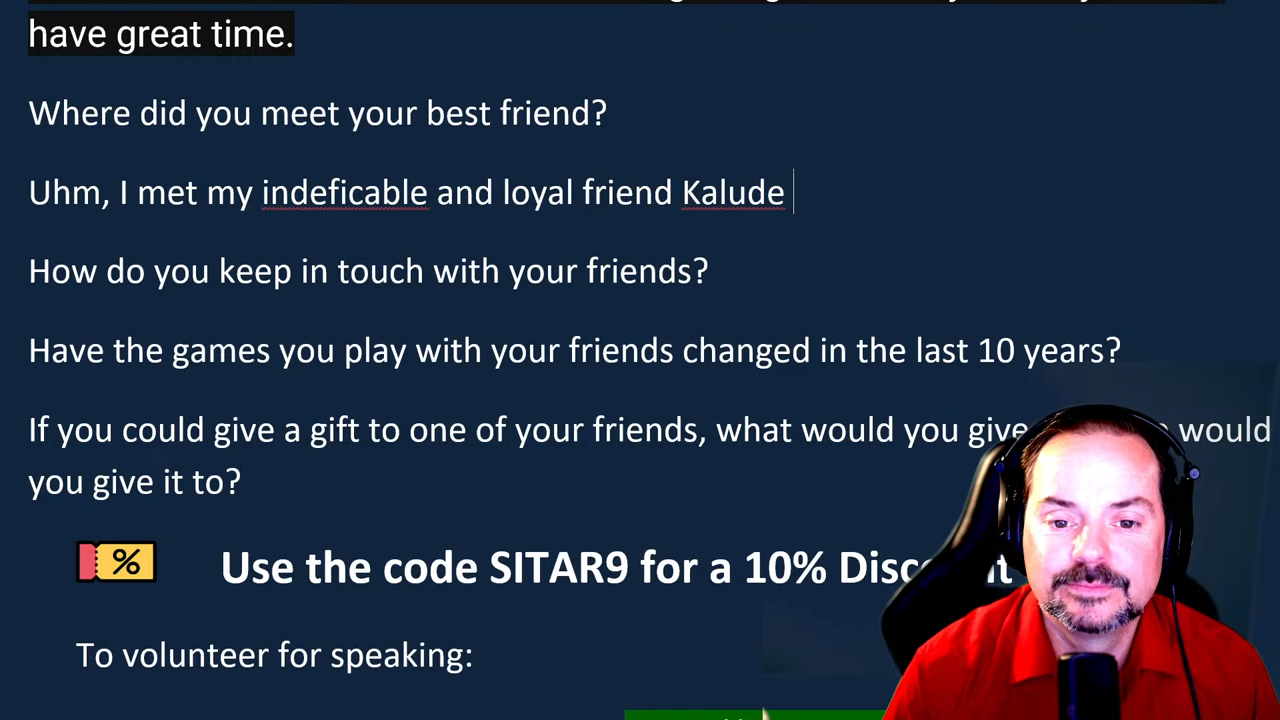 have great time.
Where did you meet your best friend?
Uhm, I met my indeficable and loyal friend Kalude
How do you keep in touch with your friends?
Have the games you play with your friends changed in the last 10 years?
If you could give a gift to one of your friends, what would you give would
you give it to?
%
Use the code SITAR9 for a 10%
To volunteer for speaking: